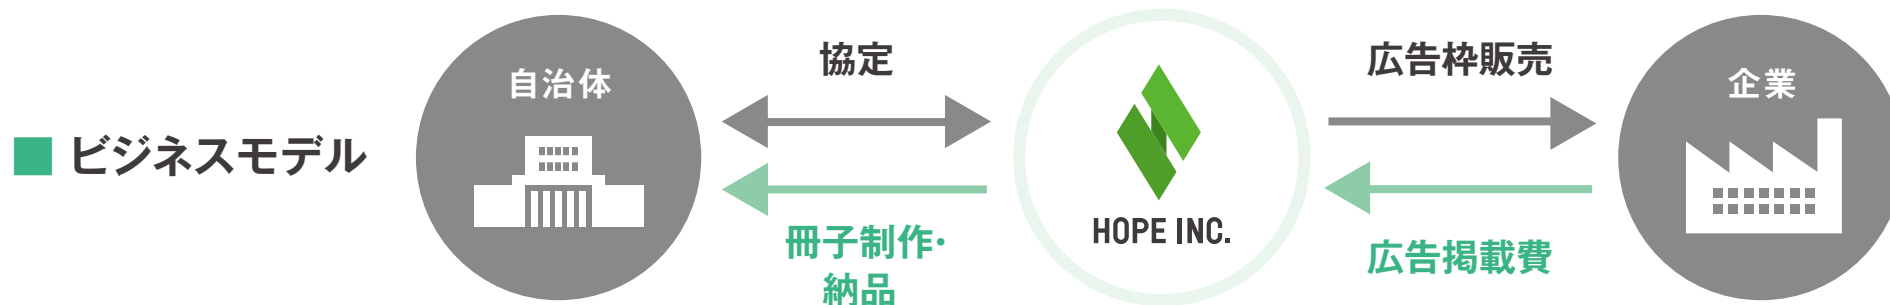 ビジネスモデル
自治体
協定
冊子制作・
納品
HOPE INC.
広告枠販売
広告掲載費
企業